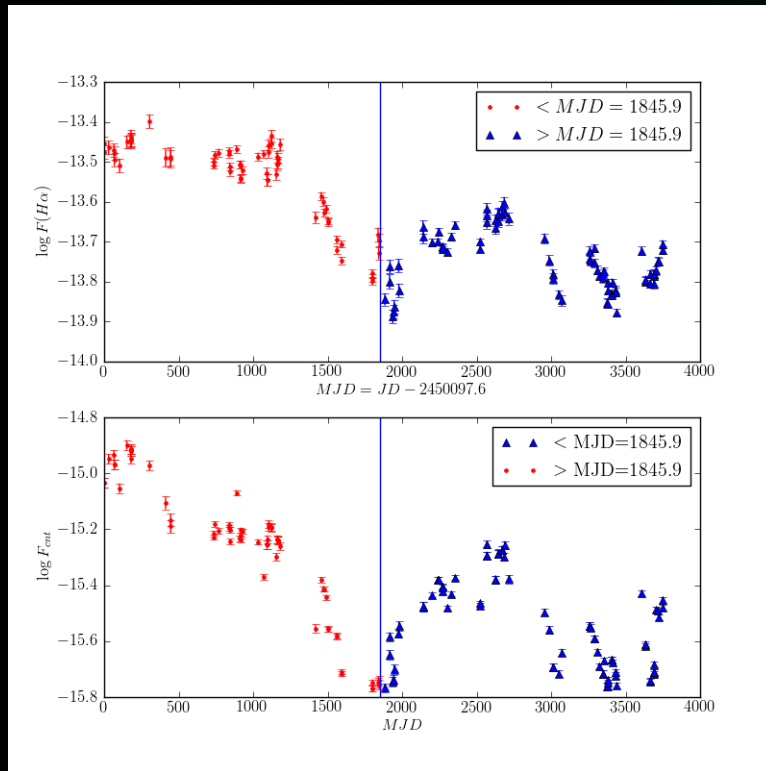 −13.3
−13.4
−13.5
−13.6
−13.7
−13.8
−13.9
−14.0
log F(Hα)
< MJD = 1845.9
> MJD = 1845.9
0 500 1000 1500 2000 2500 3000 3500 4000
MJD = JD − 2450097.6
−14.8
−15.0
−15.2
−15.4
−15.6
−15.8
log F_cnt
< MJD=1845.9
> MJD=1845.9
0 500 1000 1500 2000 2500 3000 3500 4000
MJD